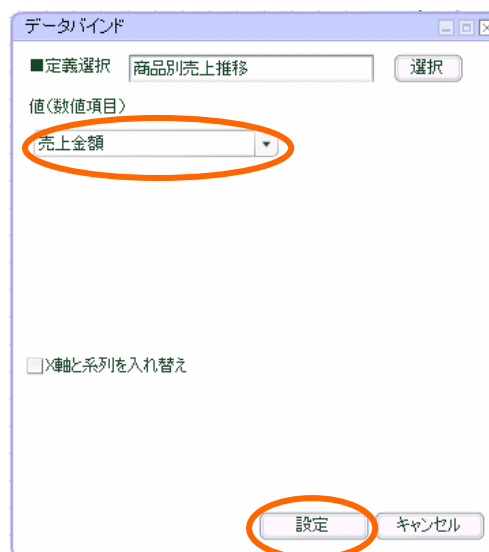 データバインド
■定義選択 商品別売上推移 選択
値(数値項目)
売上金額
X軸と系列を入れ替え
設定 キャンセル